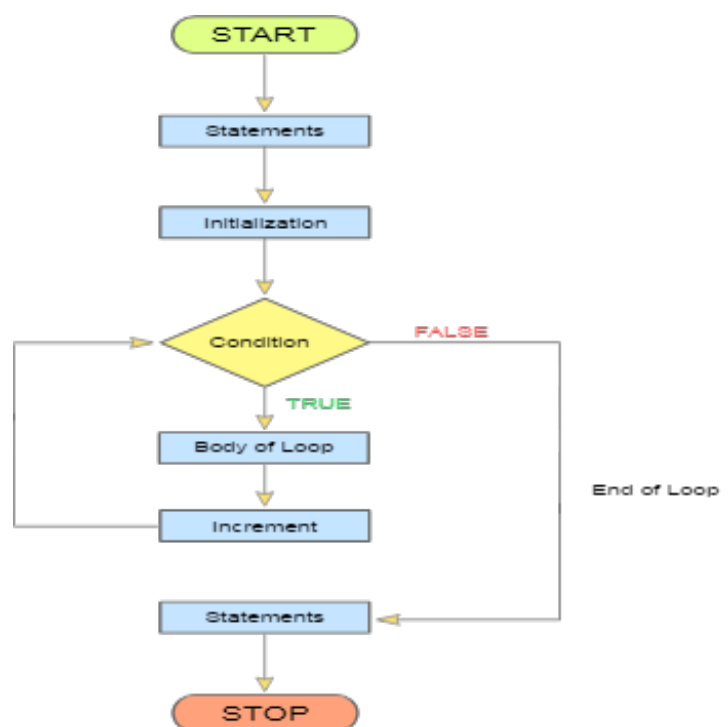 START
Statements
Initialization
Condition
FALSE
TRUE
Body of Loop
End of Loop
Increment
Statements
STOP